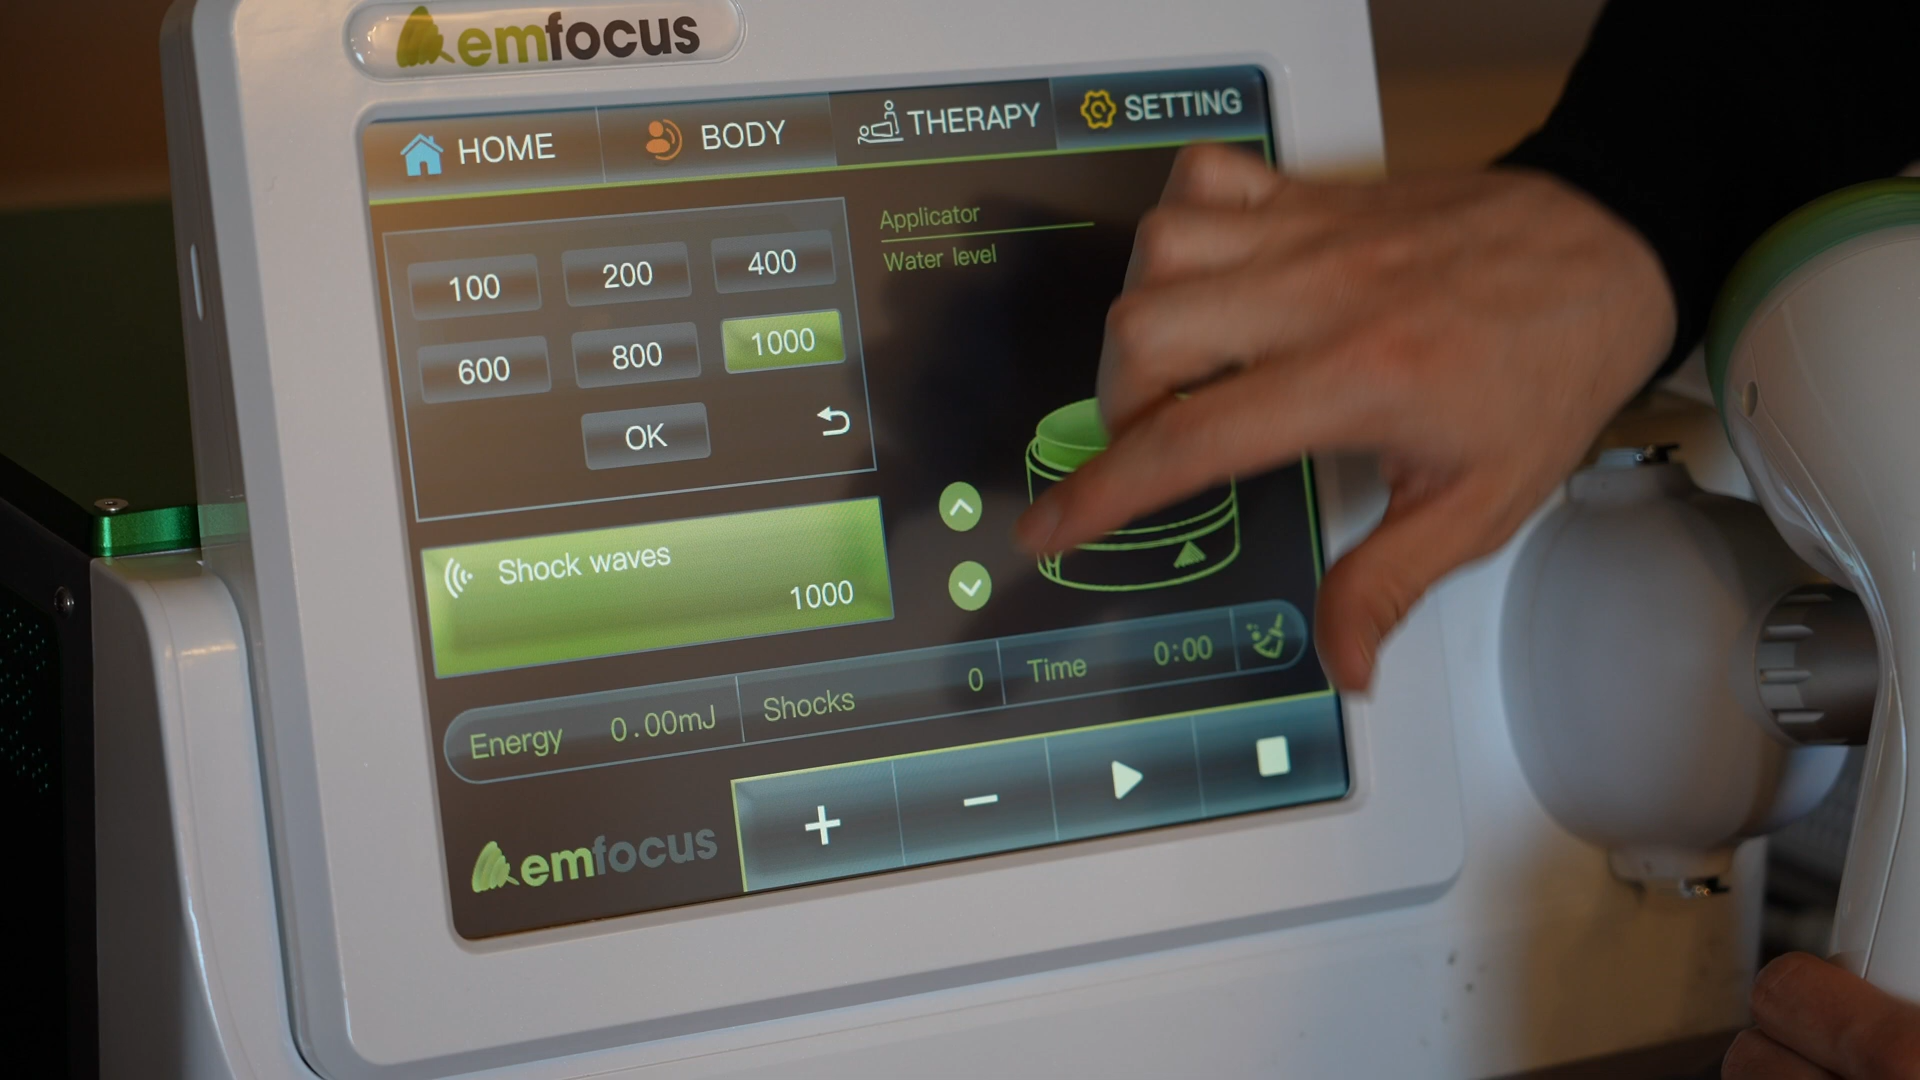 emfocus
HOME BODY THERAPY SETTING
100 200 400
600 800 1000
OK
Applicator
Water level
Shock waves
1000
Energy 0.00mJ Shocks 0 Time 0:00
emfocus